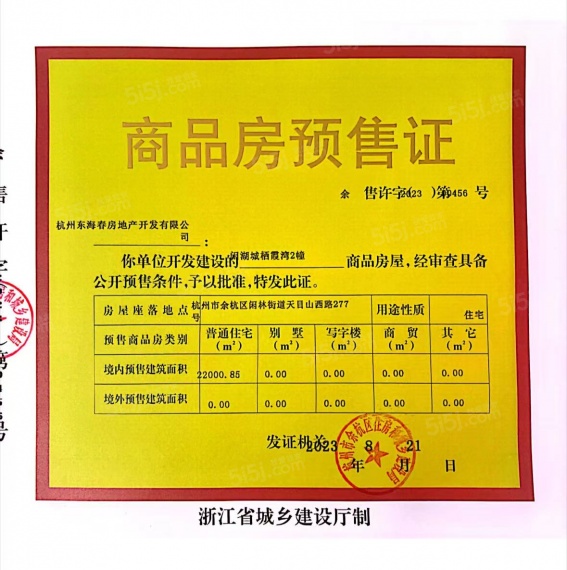 商品房预售证
余 售许字(2023)第 0456 号
杭州东海春房地产开发有限公
司：
你单位开发建设的 闲湖城栖霞湾2幢 商品房屋，经审查具备
公开预售条件，予以批准，特发此证。
房屋座落地点 杭州市余杭区闲林街道天目山西路277号 用途性质 住宅
预售商品房类别 普通住宅（m²） 别墅（m²） 写字楼（m²） 商贸（m²） 其它（m²）
境内预售建筑面积 22000.85 0.00 0.00 0.00 0.00
境外预售建筑面积 0.00 0.00 0.00 0.00 0.00
发证机关
2023 年 8 月 21 日
浙江省城乡建设厅制